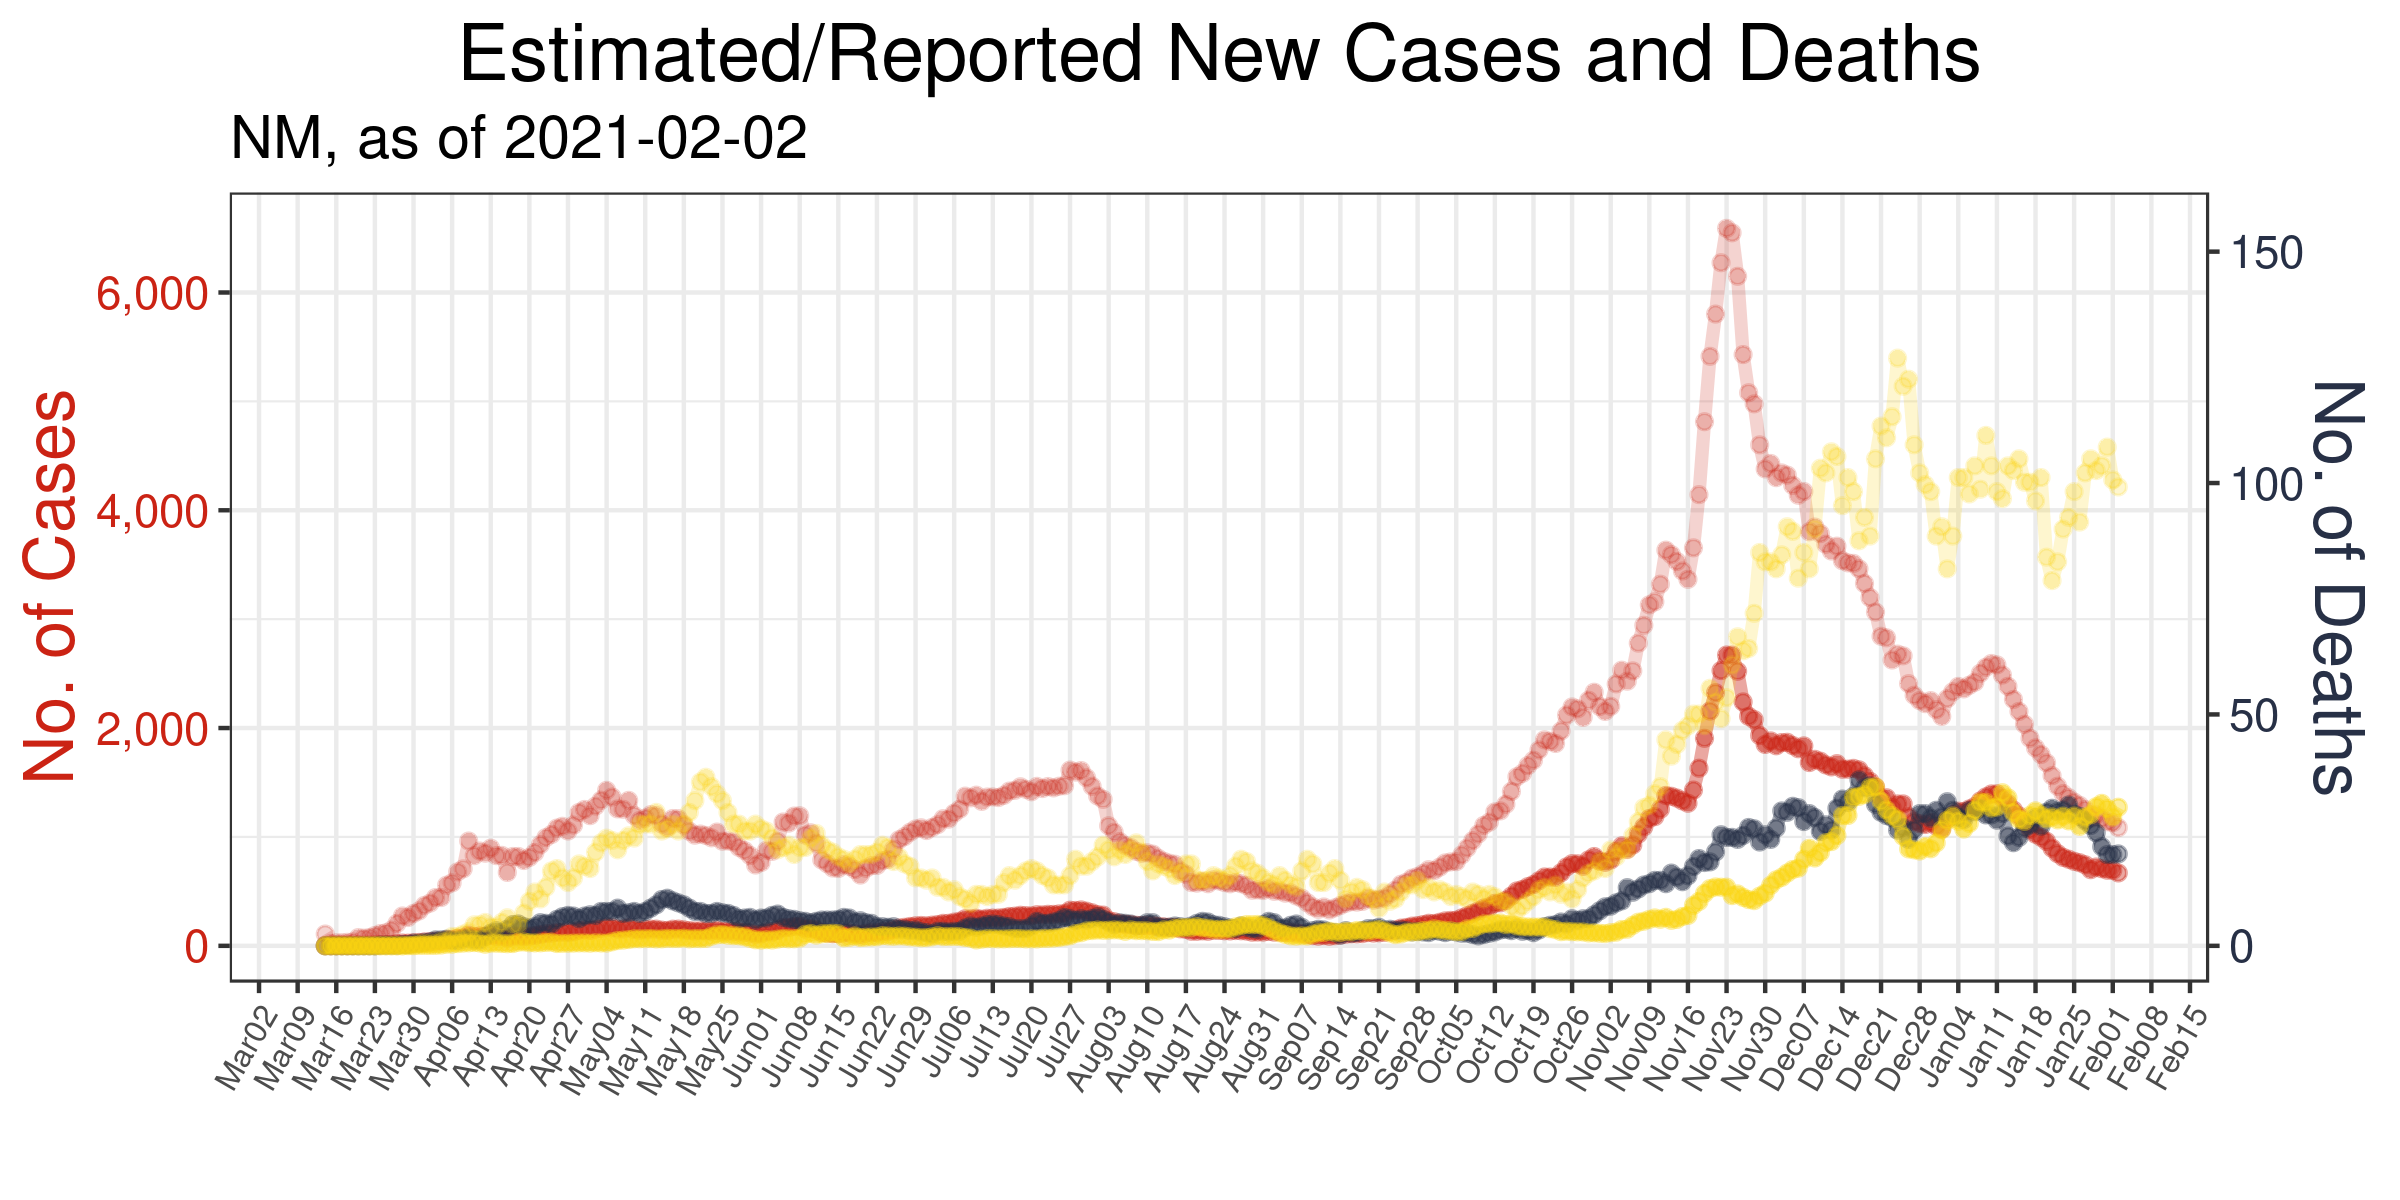 Estimated/Reported New Cases and Deaths
NM, as of 2021-02-02
No. of Cases
6,000
4,000
2,000
0
150
100
50
0
No. of Deaths
Mar02
Mar09
Mar16
Mar23
Mar30
Apr06
Apr13
Apr20
Apr27
May04
May11
May18
May25
Jun01
Jun08
Jun15
Jun22
Jun29
Jul06
Jul13
Jul20
Jul27
Aug03
Aug10
Aug17
Aug24
Aug31
Sep07
Sep14
Sep21
Sep28
Oct05
Oct12
Oct19
Oct26
Nov02
Nov09
Nov16
Nov23
Nov30
Dec07
Dec14
Dec21
Dec28
Jan04
Jan11
Jan18
Jan25
Feb01
Feb08
Feb15